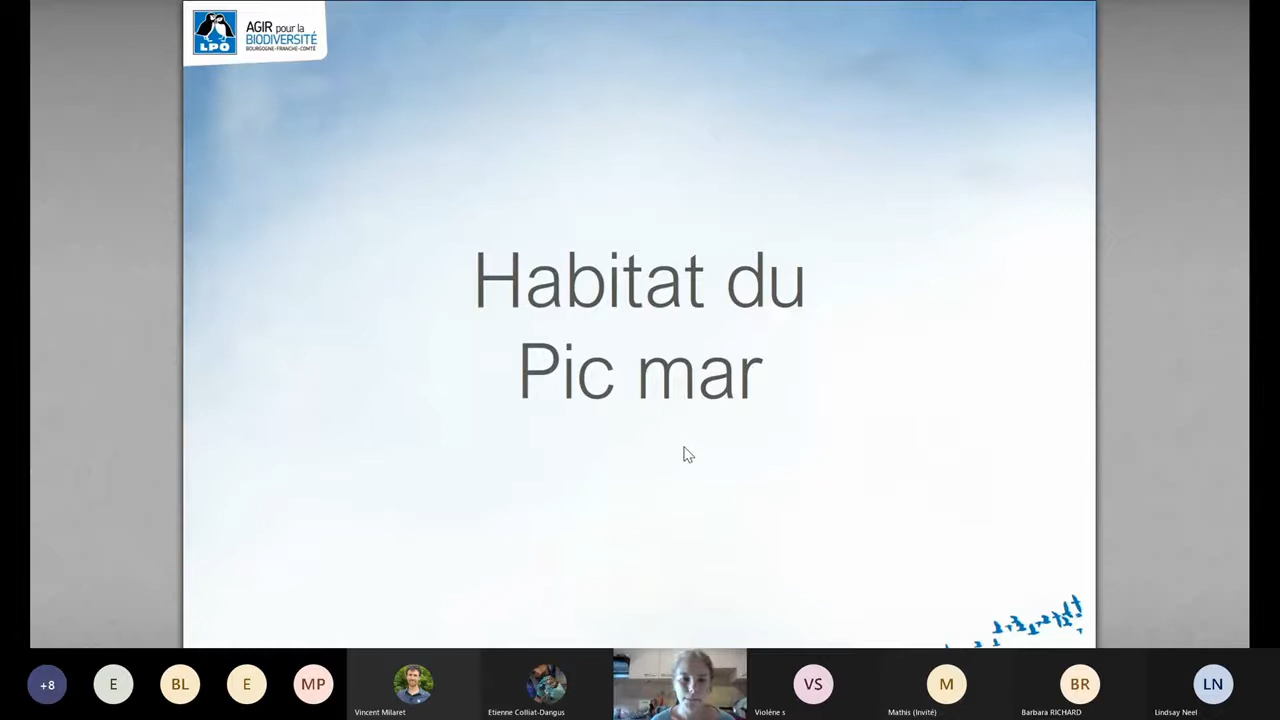 LPO
AGIR pour la
BIODIVERSITÉ
BOURGOGNE-FRANCHE-COMTÉ
Habitat du
Pic mar
+8
E
BL
E
MP
Vincent Milaret
Etienne Colliat-Dangus
VS
Violène s
M
Mathis (Invité)
BR
Barbara RICHARD
LN
Lindsay Neel